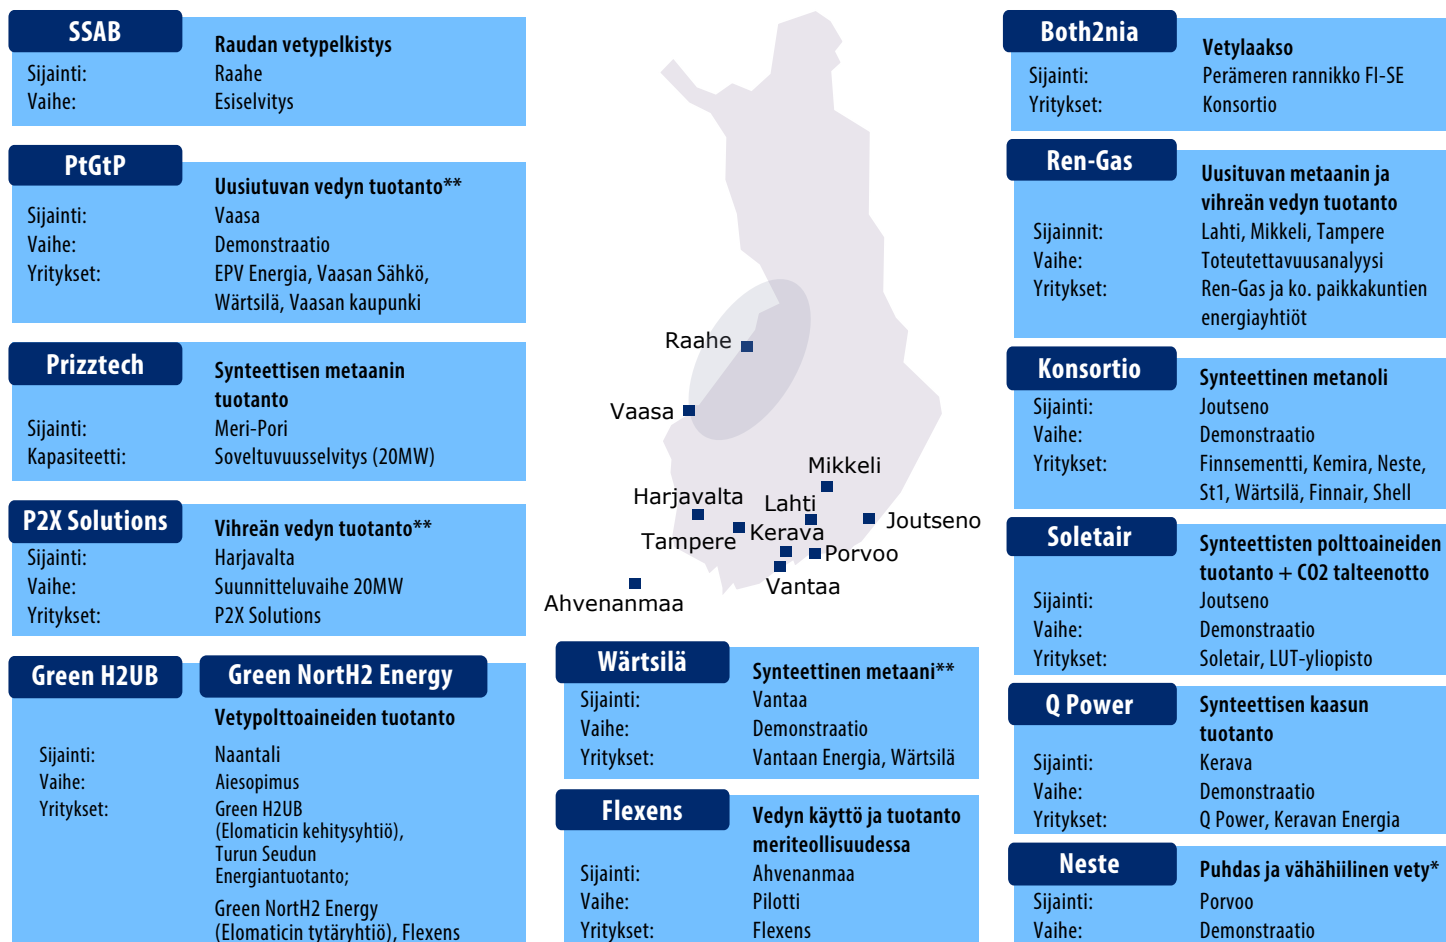 SSAB
Raudan vetypelkistys
Sijainti: Raahe
Vaihe: Esiselvitys
PtGtP
Uusiutuvan vedyn tuotanto**
Sijainti: Vaasa
Vaihe: Demonstraatio
Yritykset: EPV Energia, Vaasan Sähkö,
Wärtsilä, Vaasan kaupunki
Prizztech
Synteettisen metaanin
tuotanto
Sijainti: Meri-Pori
Kapasiteetti: Soveltuvuusselvitys (20MW)
P2X Solutions
Vihreän vedyn tuotanto**
Sijainti: Harjavalta
Vaihe: Suunnitteluvaihe 20MW
Yritykset: P2X Solutions
Green H2UB
Green NortH2 Energy
Vetypolttoaineiden tuotanto
Sijainti: Naantali
Vaihe: Aiesopimus
Yritykset: Green H2UB
(Elomaticin kehitysyhtiö),
Turun Seudun
Energiantuotanto;
Green NortH2 Energy
(Elomaticin tytäryhtiö), Flexens
Raahe
Vaasa
Mikkeli
Harjavalta
Lahti
Joutseno
Tampere
Kerava
Porvoo
Vantaa
Ahvenanmaa
Wärtsilä
Synteettinen metaani**
Sijainti: Vantaa
Vaihe: Demonstraatio
Yritykset: Vantaan Energia, Wärtsilä
Flexens
Vedyn käyttö ja tuotanto
meriteollisuudessa
Sijainti: Ahvenanmaa
Vaihe: Pilotti
Yritykset: Flexens
Both2nia
Vetylaakso
Sijainti: Perämeren rannikko FI-SE
Yritykset: Konsortio
Ren-Gas
Uusituvan metaanin ja
vihreän vedyn tuotanto
Sijainnit: Lahti, Mikkeli, Tampere
Vaihe: Toteutettavuusanalyysi
Yritykset: Ren-Gas ja ko. paikkakuntien
energiayhtiöt
Konsortio
Synteettinen metanoli
Sijainti: Joutseno
Vaihe: Demonstraatio
Yritykset: Finnsementti, Kemira, Neste,
St1, Wärtsilä, Finnair, Shell
Soletair
Synteettisten polttoaineiden
tuotanto + CO2 talteenotto
Sijainti: Joutseno
Vaihe: Demonstraatio
Yritykset: Soletair, LUT-yliopisto
Q Power
Synteettisen kaasun
tuotanto
Sijainti: Kerava
Vaihe: Demonstraatio
Yritykset: Q Power, Keravan Energia
Neste
Puhdas ja vähähiilinen vety*
Sijainti: Porvoo
Vaihe: Demonstraatio